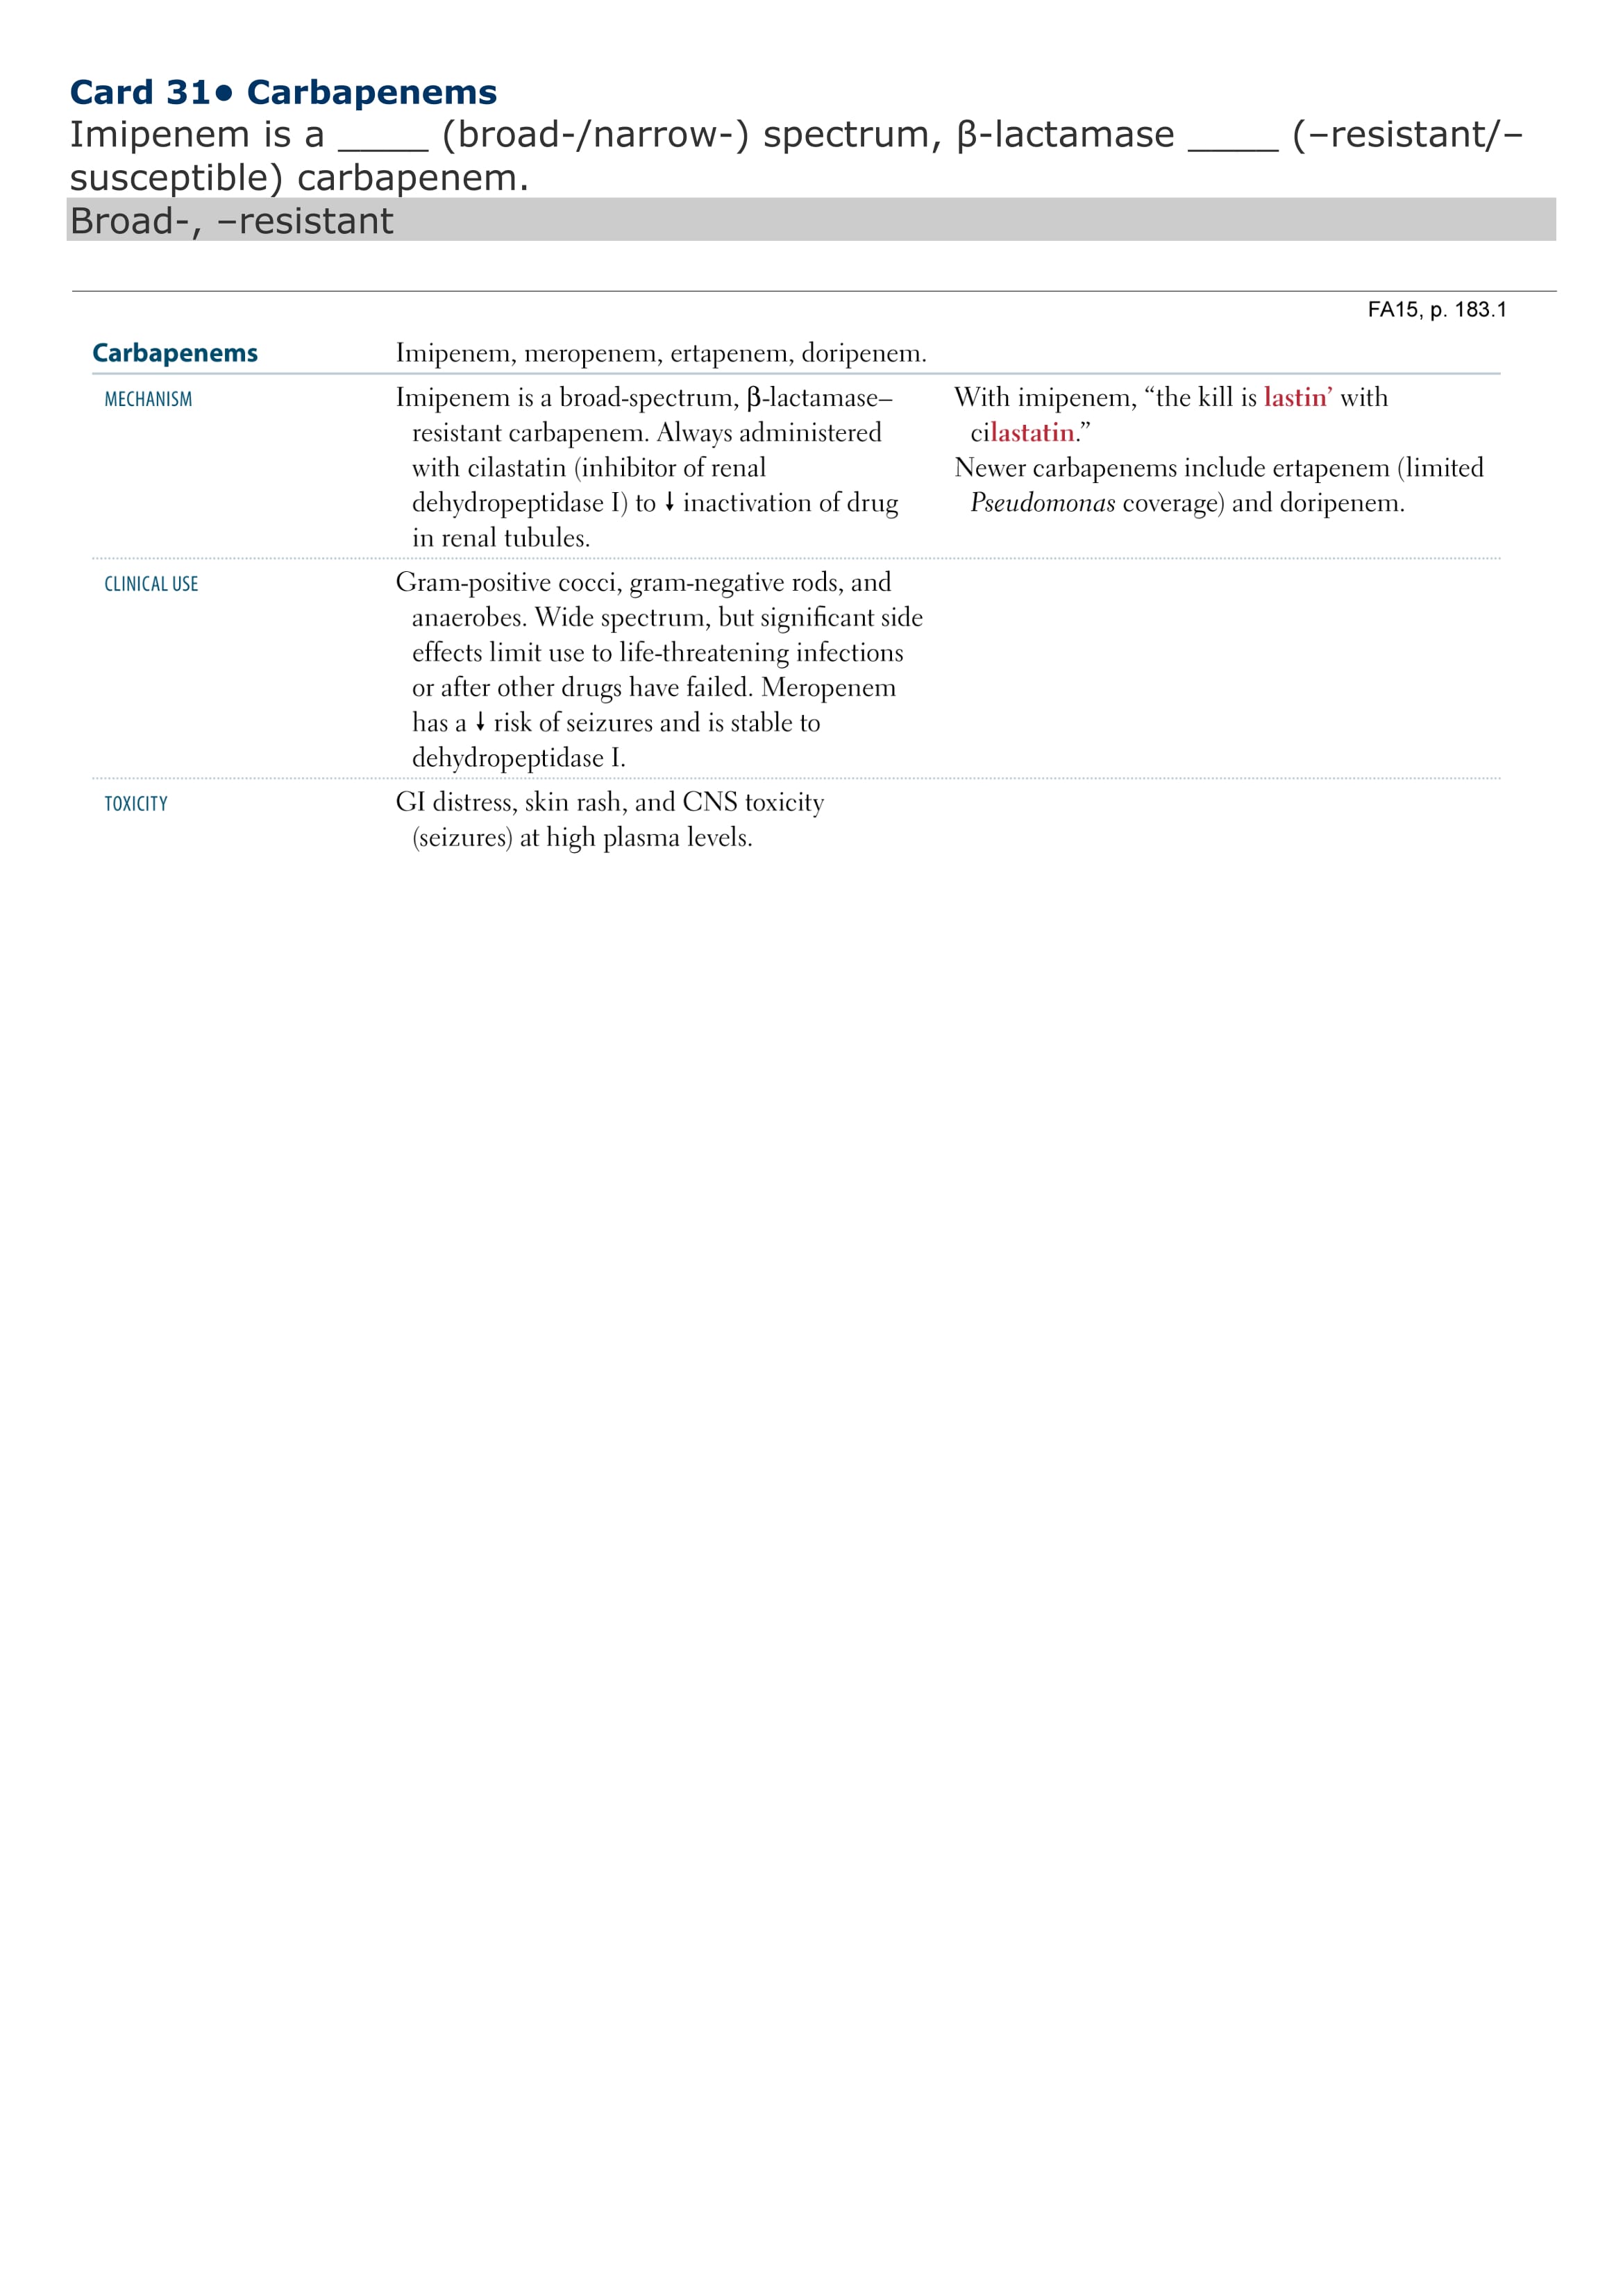 Card 31● Carbapenems
Imipenem is a ____ (broad-/narrow-) spectrum, β-lactamase ____ (–resistant/–
susceptible) carbapenem.
Broad-, –resistant
FA15, p. 183.1
Carbapenems Imipenem, meropenem, ertapenem, doripenem.
MECHANISM
Imipenem is a broad-spectrum, β-lactamase–
resistant carbapenem. Always administered
with cilastatin (inhibitor of renal
dehydropeptidase I) to ↓ inactivation of drug
in renal tubules.
With imipenem, “the kill is lastin’ with
cilastatin.”
Newer carbapenems include ertapenem (limited
Pseudomonas coverage) and doripenem.
CLINICAL USE
Gram-positive cocci, gram-negative rods, and
anaerobes. Wide spectrum, but significant side
effects limit use to life-threatening infections
or after other drugs have failed. Meropenem
has a ↓ risk of seizures and is stable to
dehydropeptidase I.
TOXICITY
GI distress, skin rash, and CNS toxicity
(seizures) at high plasma levels.